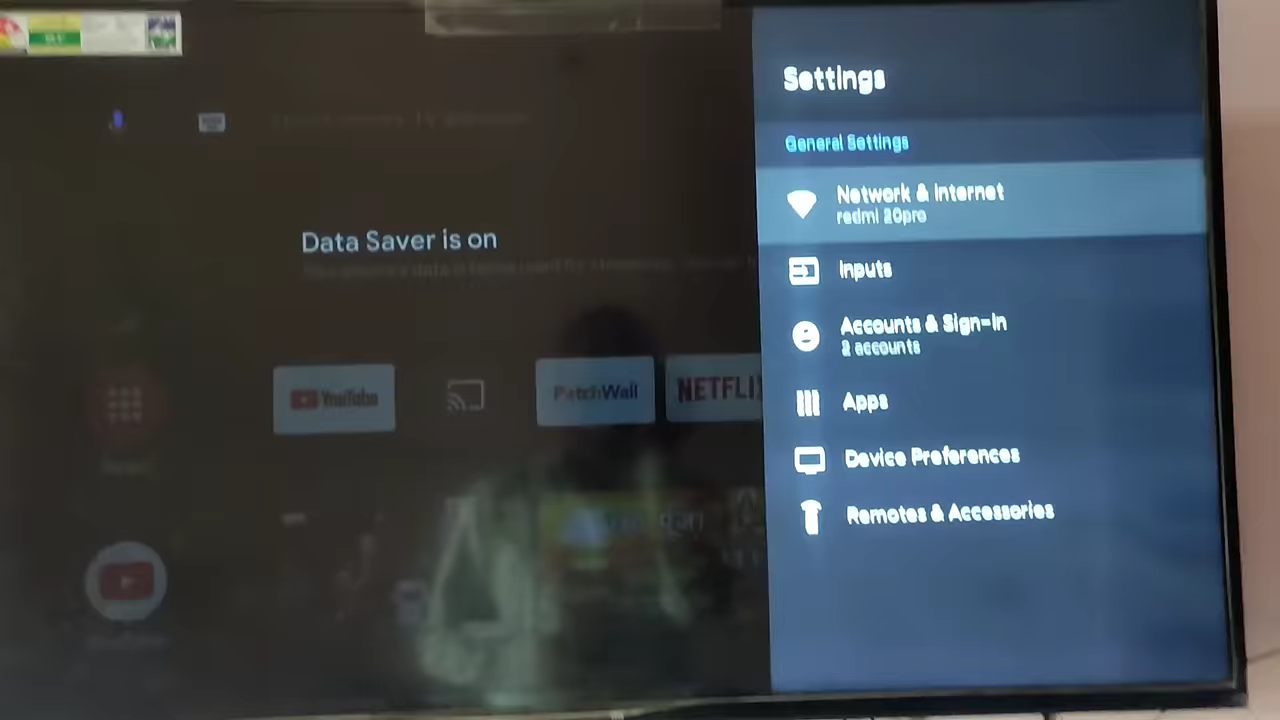 Settings
General Settings
Network & Internet
redmi 20pro
Data Saver is on
Inputs
Accounts & Sign-in
2 accounts
YouTube
PatchWall
NETFLIX
Apps
Device Preferences
Remotes & Accessories